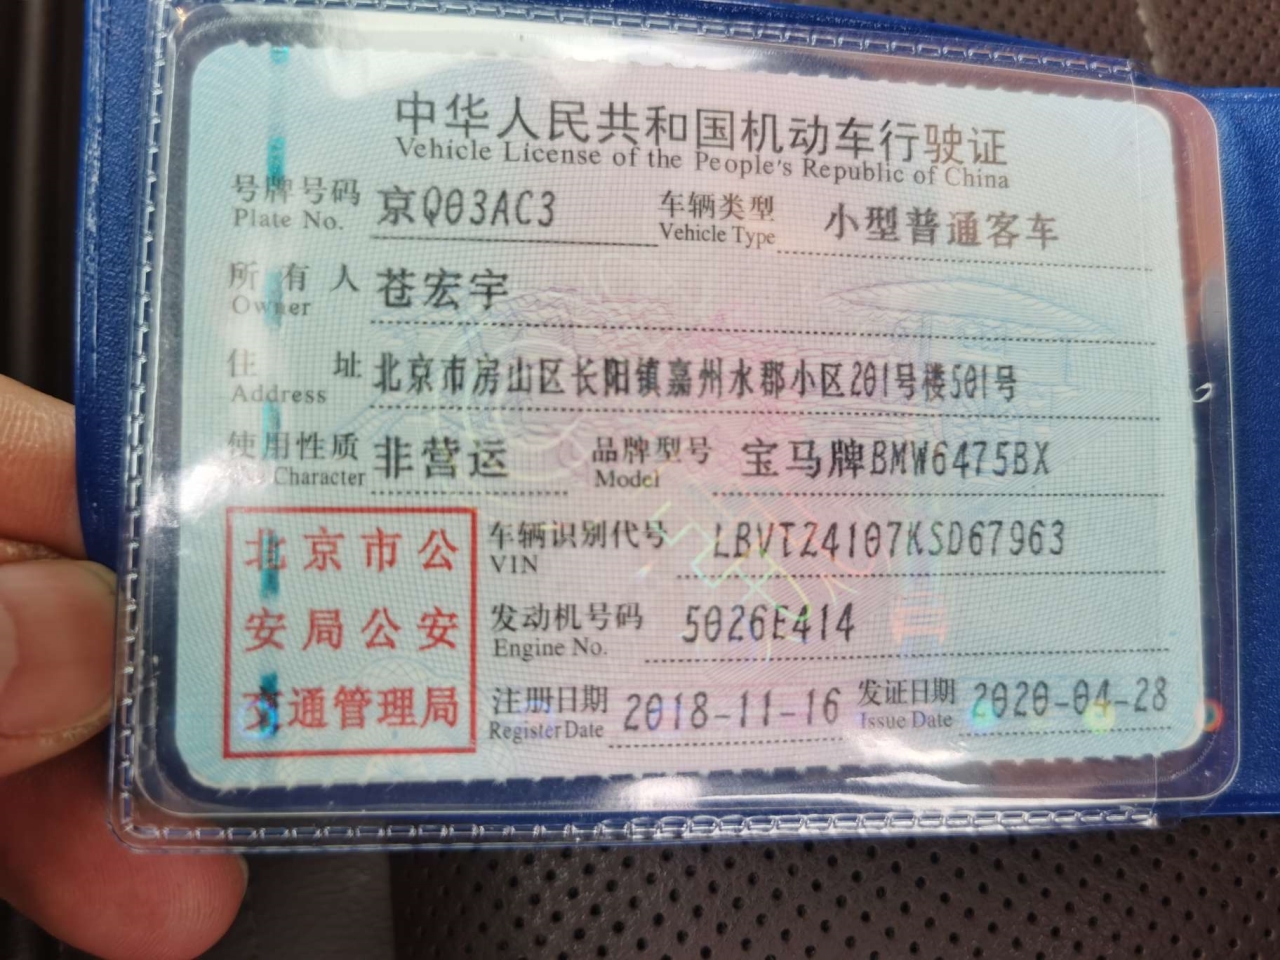 中华人民共和国机动车行驶证
Vehicle License of the People's Republic of China
号牌号码 京Q03AC3 车辆类型 小型普通客车
Plate No. Vehicle Type
所有人 苍宏宇
Owner
住址 北京市房山区长阳镇嘉州水郡小区201号楼501号
Address
使用性质 非营运 品牌型号 宝马牌BMW6475BX
Character Model
北京市公
安局公安
交通管理局
车辆识别代号 LBVTZ4107KSD67963
VIN
发动机号码 5026E414
Engine No.
注册日期 2018-11-16 发证日期 2020-04-28
Register Date Issue Date